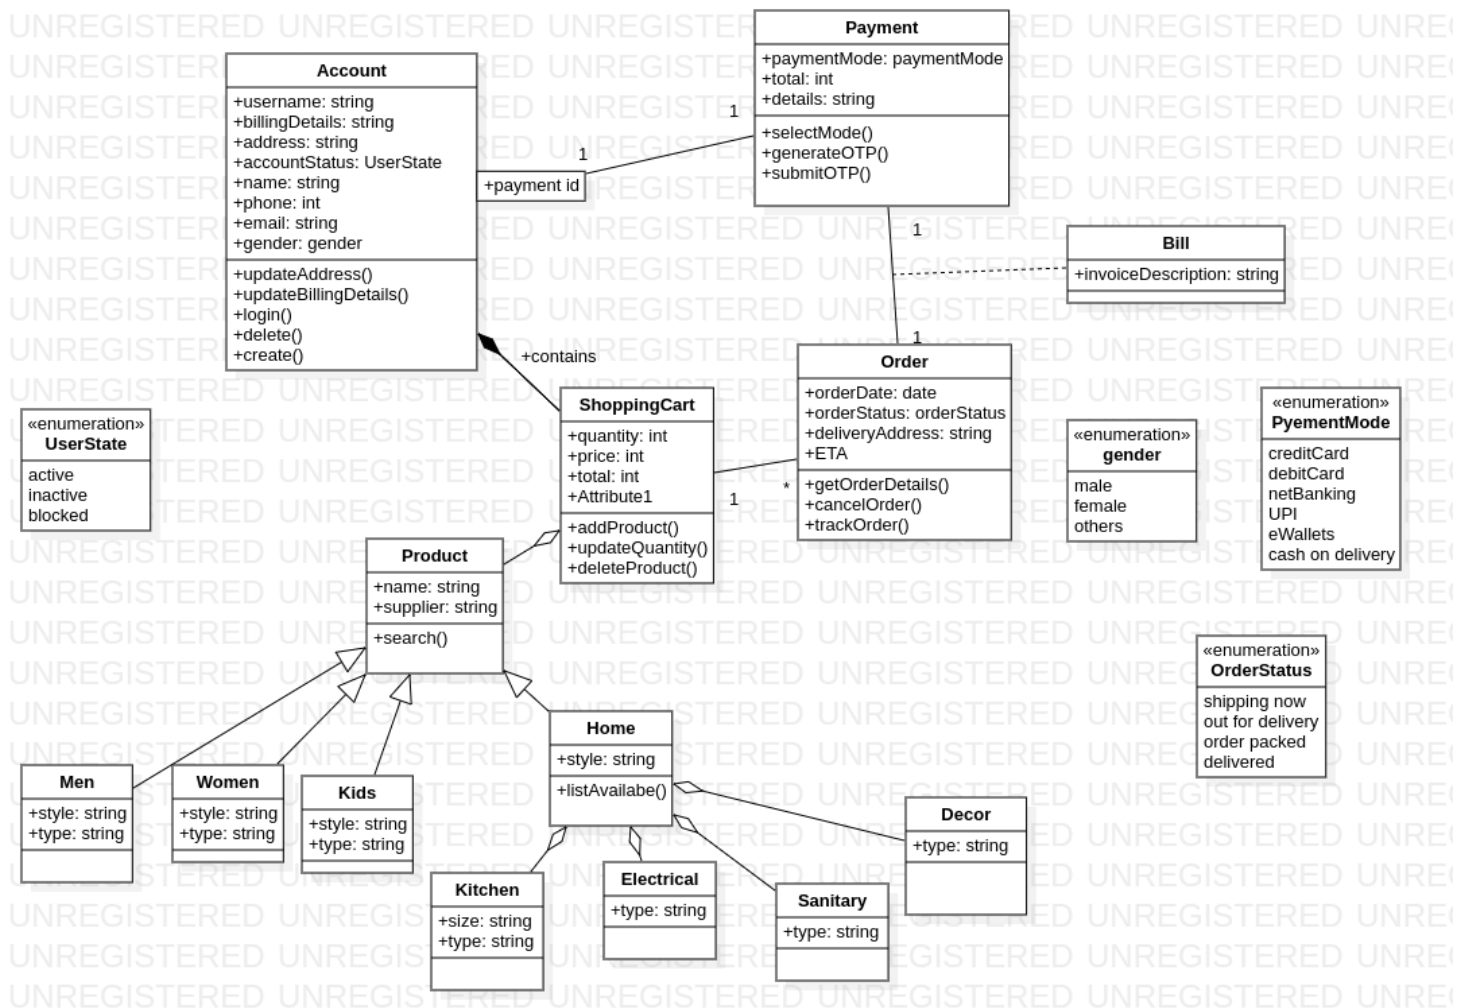 Payment
+paymentMode: paymentMode
+total: int
+details: string
+selectMode()
+generateOTP()
+submitOTP()
Account
+username: string
+billingDetails: string
+address: string
+accountStatus: UserState
+name: string
+phone: int
+email: string
+gender: gender
+updateAddress()
+updateBillingDetails()
+login()
+delete()
+create()
1
1
+payment id
1
1
Bill
+invoiceDescription: string
+contains
Order
+orderDate: date
+orderStatus: orderStatus
+deliveryAddress: string
+ETA
+getOrderDetails()
+cancelOrder()
+trackOrder()
ShoppingCart
+quantity: int
+price: int
+total: int
+Attribute1
+addProduct()
+updateQuantity()
+deleteProduct()
1
*
«enumeration»
UserState
active
inactive
blocked
«enumeration»
gender
male
female
others
«enumeration»
PyementMode
creditCard
debitCard
netBanking
UPI
eWallets
cash on delivery
Product
+name: string
+supplier: string
+search()
«enumeration»
OrderStatus
shipping now
out for delivery
order packed
delivered
Home
+style: string
+listAvailabe()
Men
+style: string
+type: string
Women
+style: string
+type: string
Kids
+style: string
+type: string
Decor
+type: string
Kitchen
+size: string
+type: string
Electrical
+type: string
Sanitary
+type: string
UNREGISTERED